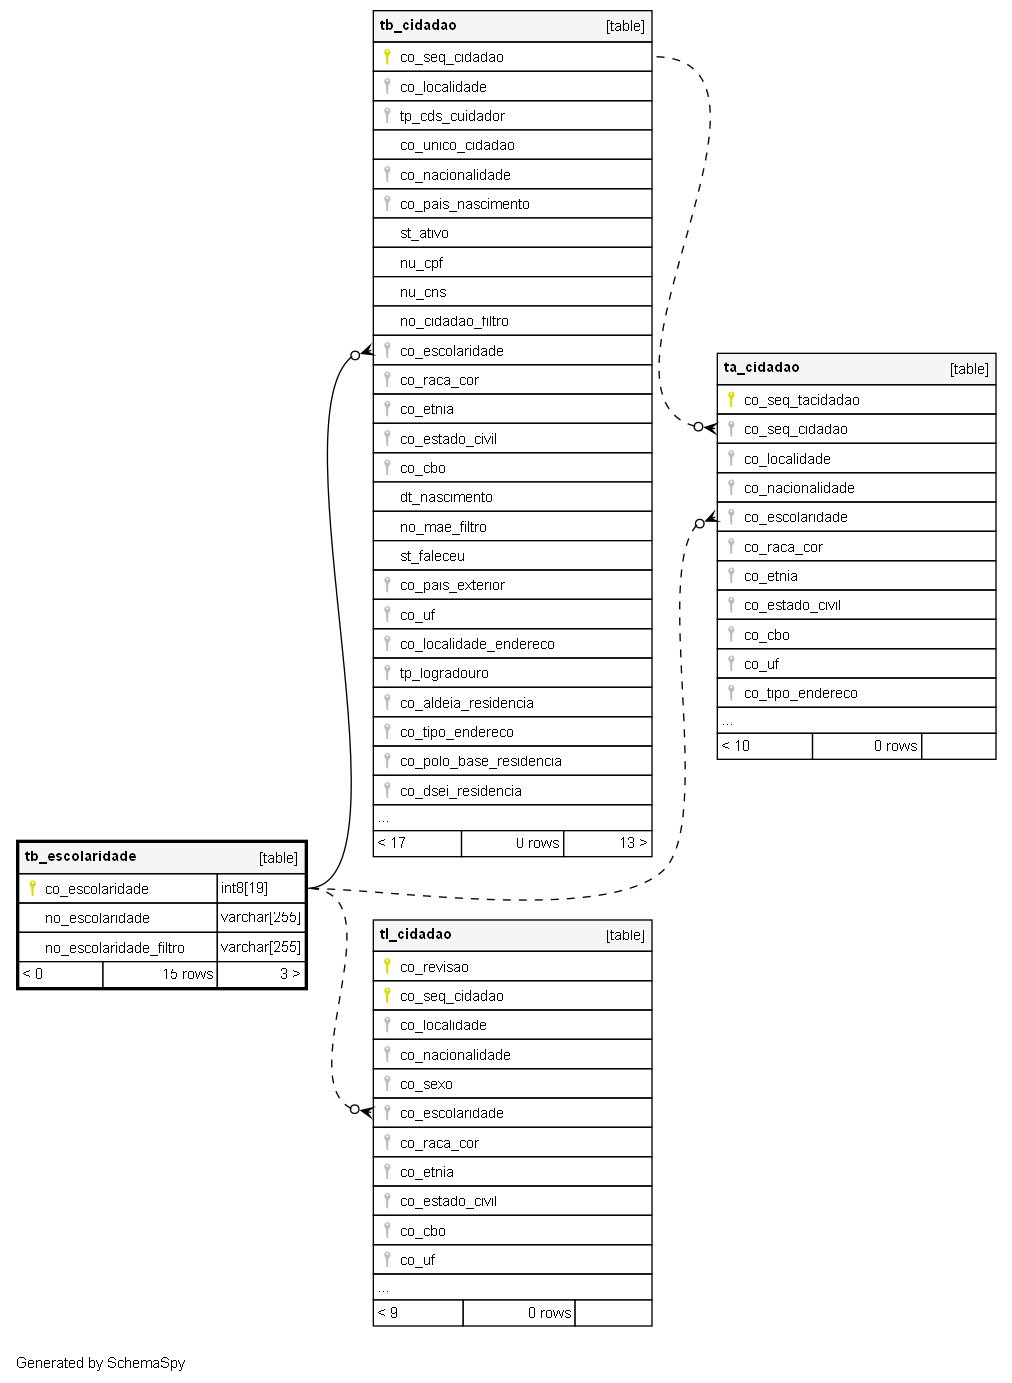 tb_cidadao [table]
co_seq_cidadao
co_localidade
tp_cds_cuidador
co_unico_cidadao
co_nacionalidade
co_pais_nascimento
st_ativo
nu_cpf
nu_cns
no_cidadao_filtro
co_escolaridade
co_raca_cor
co_etnia
co_estado_civil
co_cbo
dt_nascimento
no_mae_filtro
st_faleceu
co_pais_exterior
co_uf
co_localidade_endereco
tp_logradouro
co_aldeia_residencia
co_tipo_endereco
co_polo_base_residencia
co_dsei_residencia
...
< 17 0 rows 13 >
ta_cidadao [table]
co_seq_tacidadao
co_seq_cidadao
co_localidade
co_nacionalidade
co_escolaridade
co_raca_cor
co_etnia
co_estado_civil
co_cbo
co_uf
co_tipo_endereco
...
< 10 0 rows
tb_escolaridade [table]
co_escolaridade int8[19]
no_escolaridade varchar[255]
no_escolaridade_filtro varchar[255]
< 0 15 rows 3 >
tl_cidadao [table]
co_revisao
co_seq_cidadao
co_localidade
co_nacionalidade
co_sexo
co_escolaridade
co_raca_cor
co_etnia
co_estado_civil
co_cbo
co_uf
...
< 9 0 rows
Generated by SchemaSpy